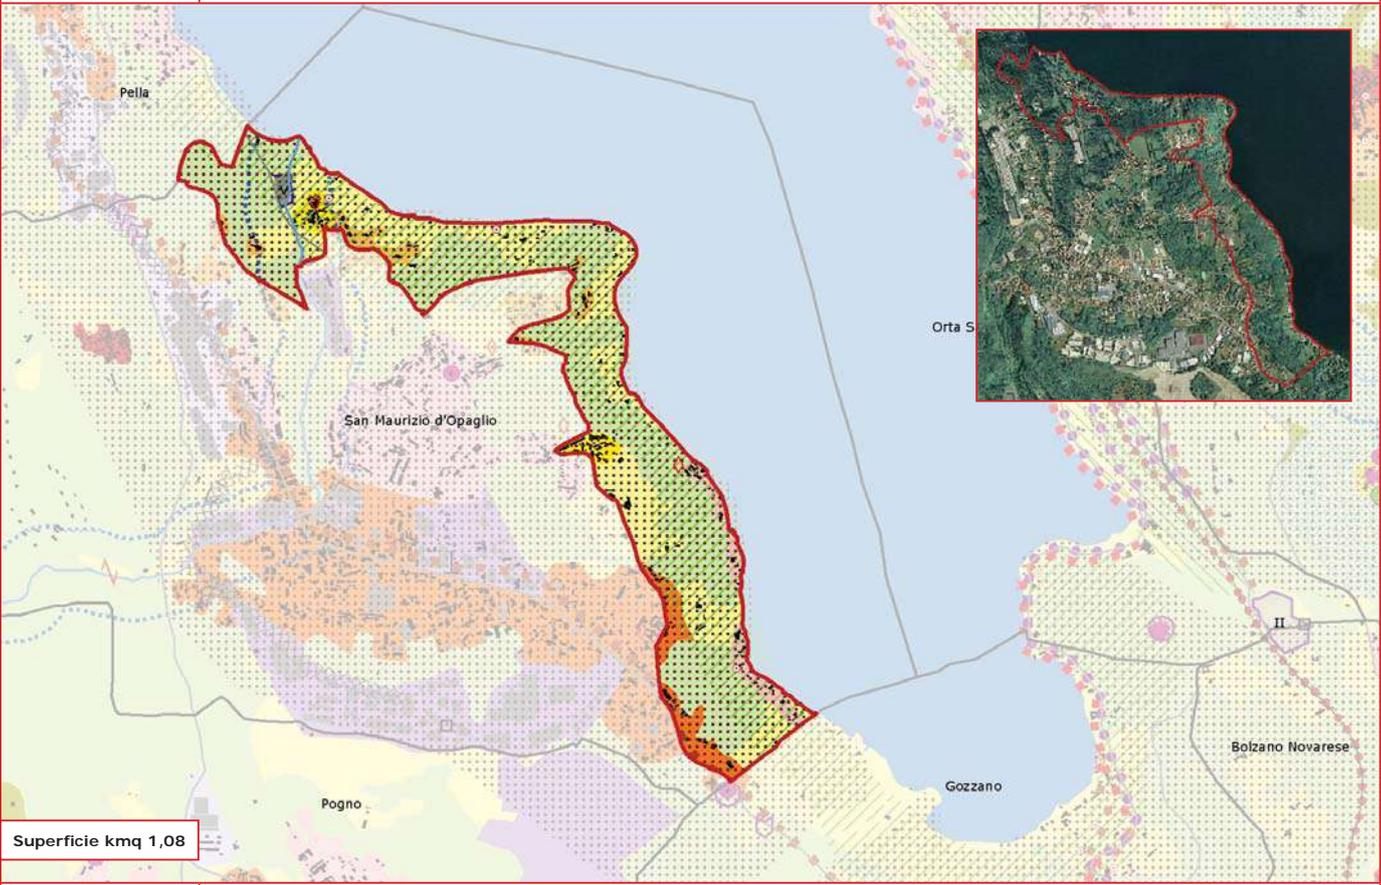 Pella
Orta S
San Maurizio d'Opaglio
II
Bolzano Novarese
Gozzano
Pogno
Superficie kmq 1,08